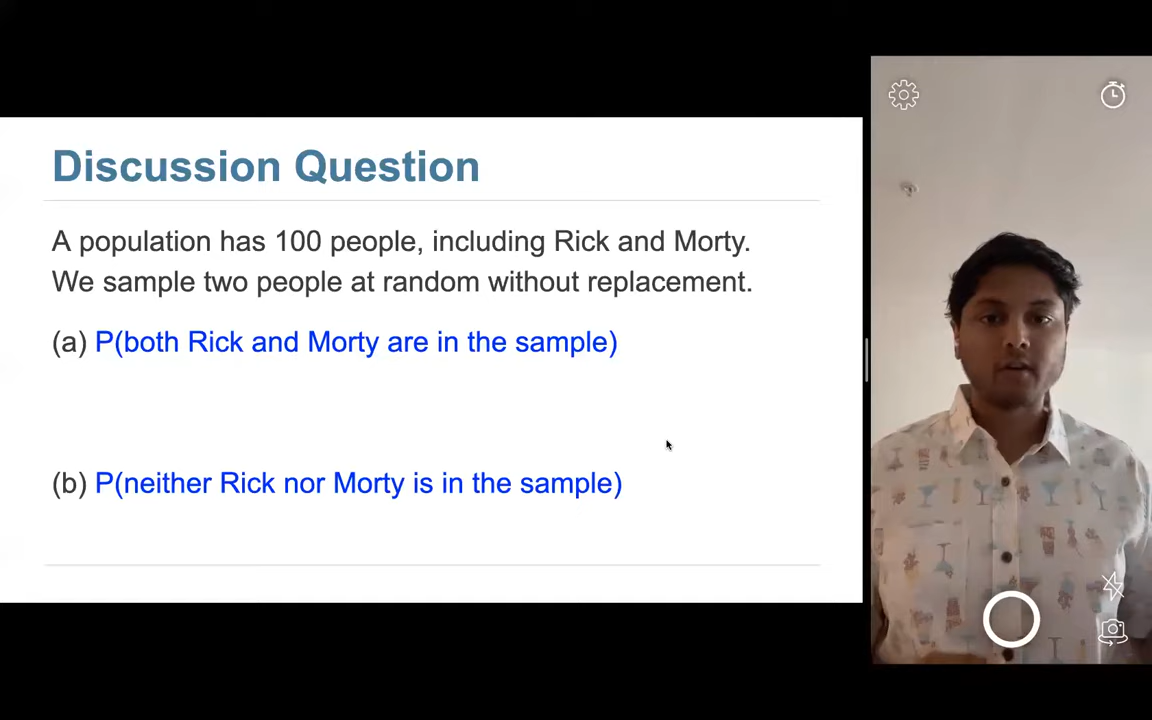 Discussion Question
A population has 100 people, including Rick and Morty.
We sample two people at random without replacement.
(a) P(both Rick and Morty are in the sample)
(b) P(neither Rick nor Morty is in the sample)